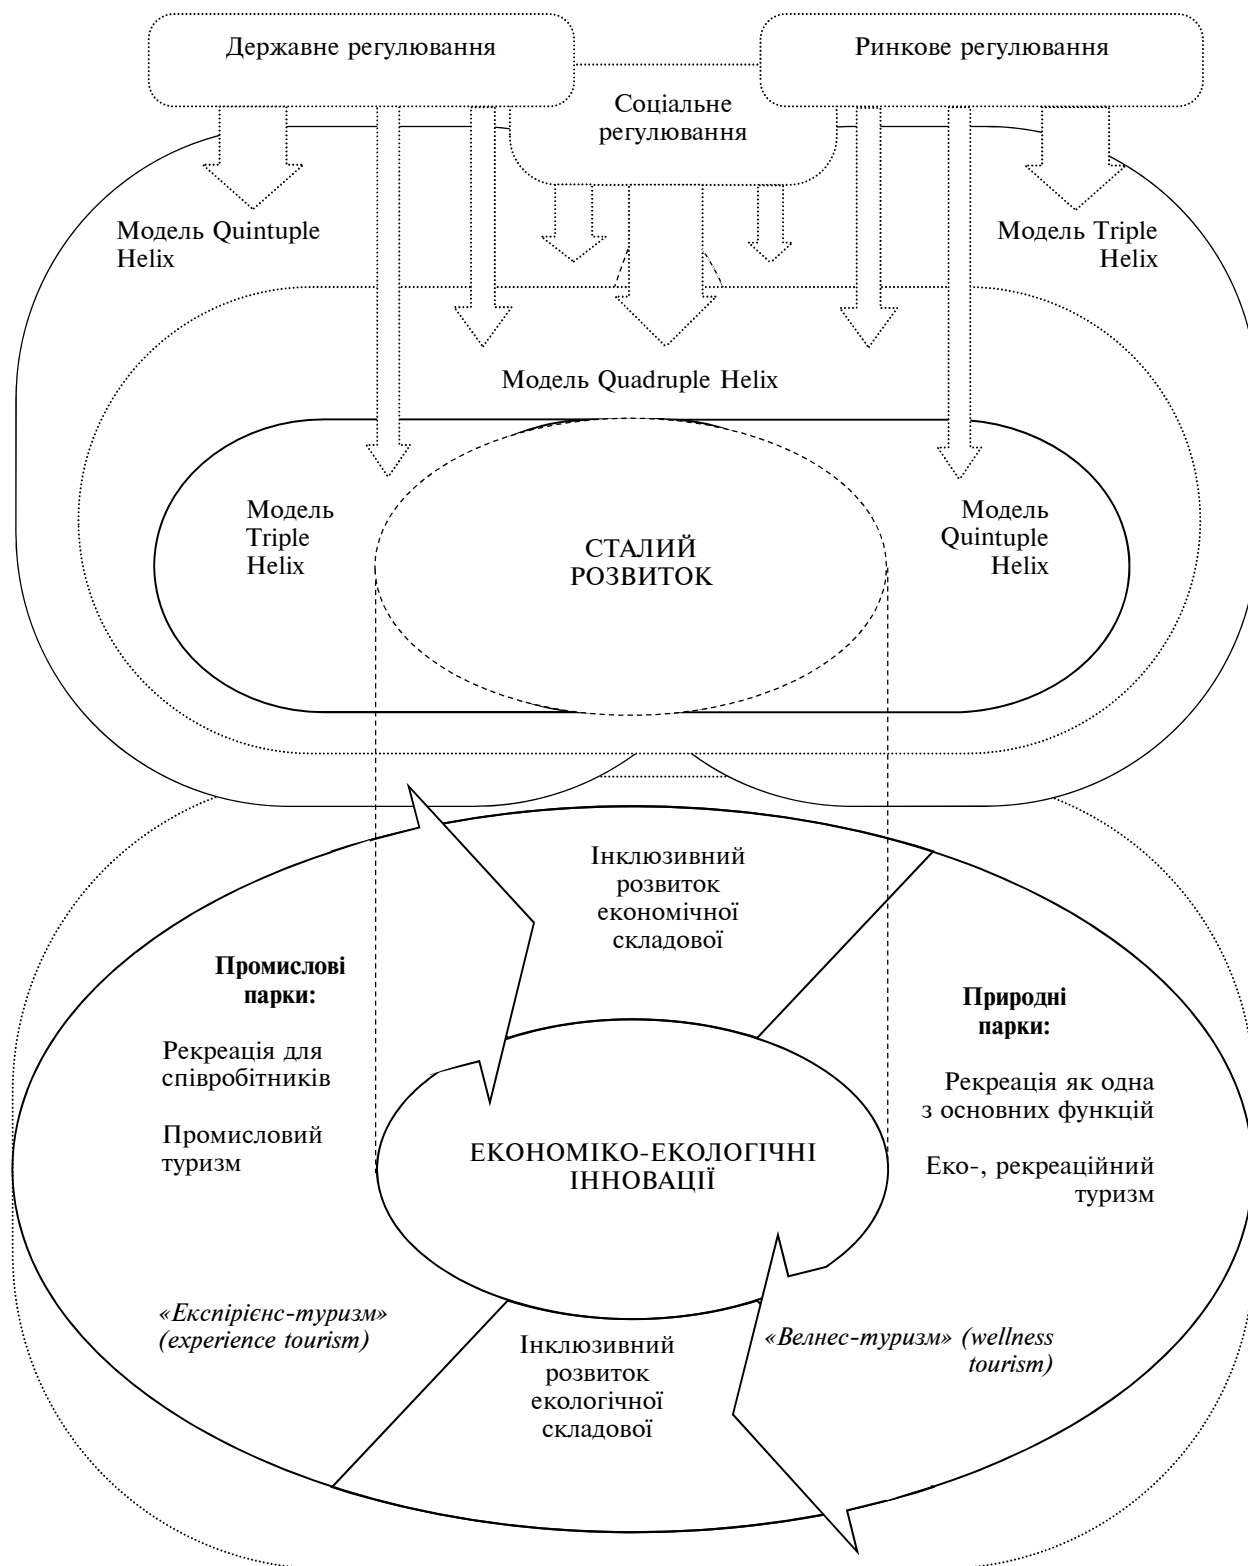 Державне регулювання
Ринкове регулювання
Соціальне
регулювання
Модель Quintuple
Helix
Модель Triple
Helix
Модель Quadruple Helix
Модель
Triple
Helix
СТАЛИЙ
РОЗВИТОК
Модель
Quintuple
Helix
Інклюзивний
розвиток
економічної
складової
Промислові
парки:
Рекреація для
співробітників
Промисловий
туризм
Природні
парки:
Рекреація як одна
з основних функцій
Еко-, рекреаційний
туризм
ЕКОНОМІКО-ЕКОЛОГІЧНІ
ІННОВАЦІЇ
«Експірієнс-туризм»
(experience tourism)
Інклюзивний
розвиток
екологічної
складової
«Велнес-туризм» (wellness
tourism)